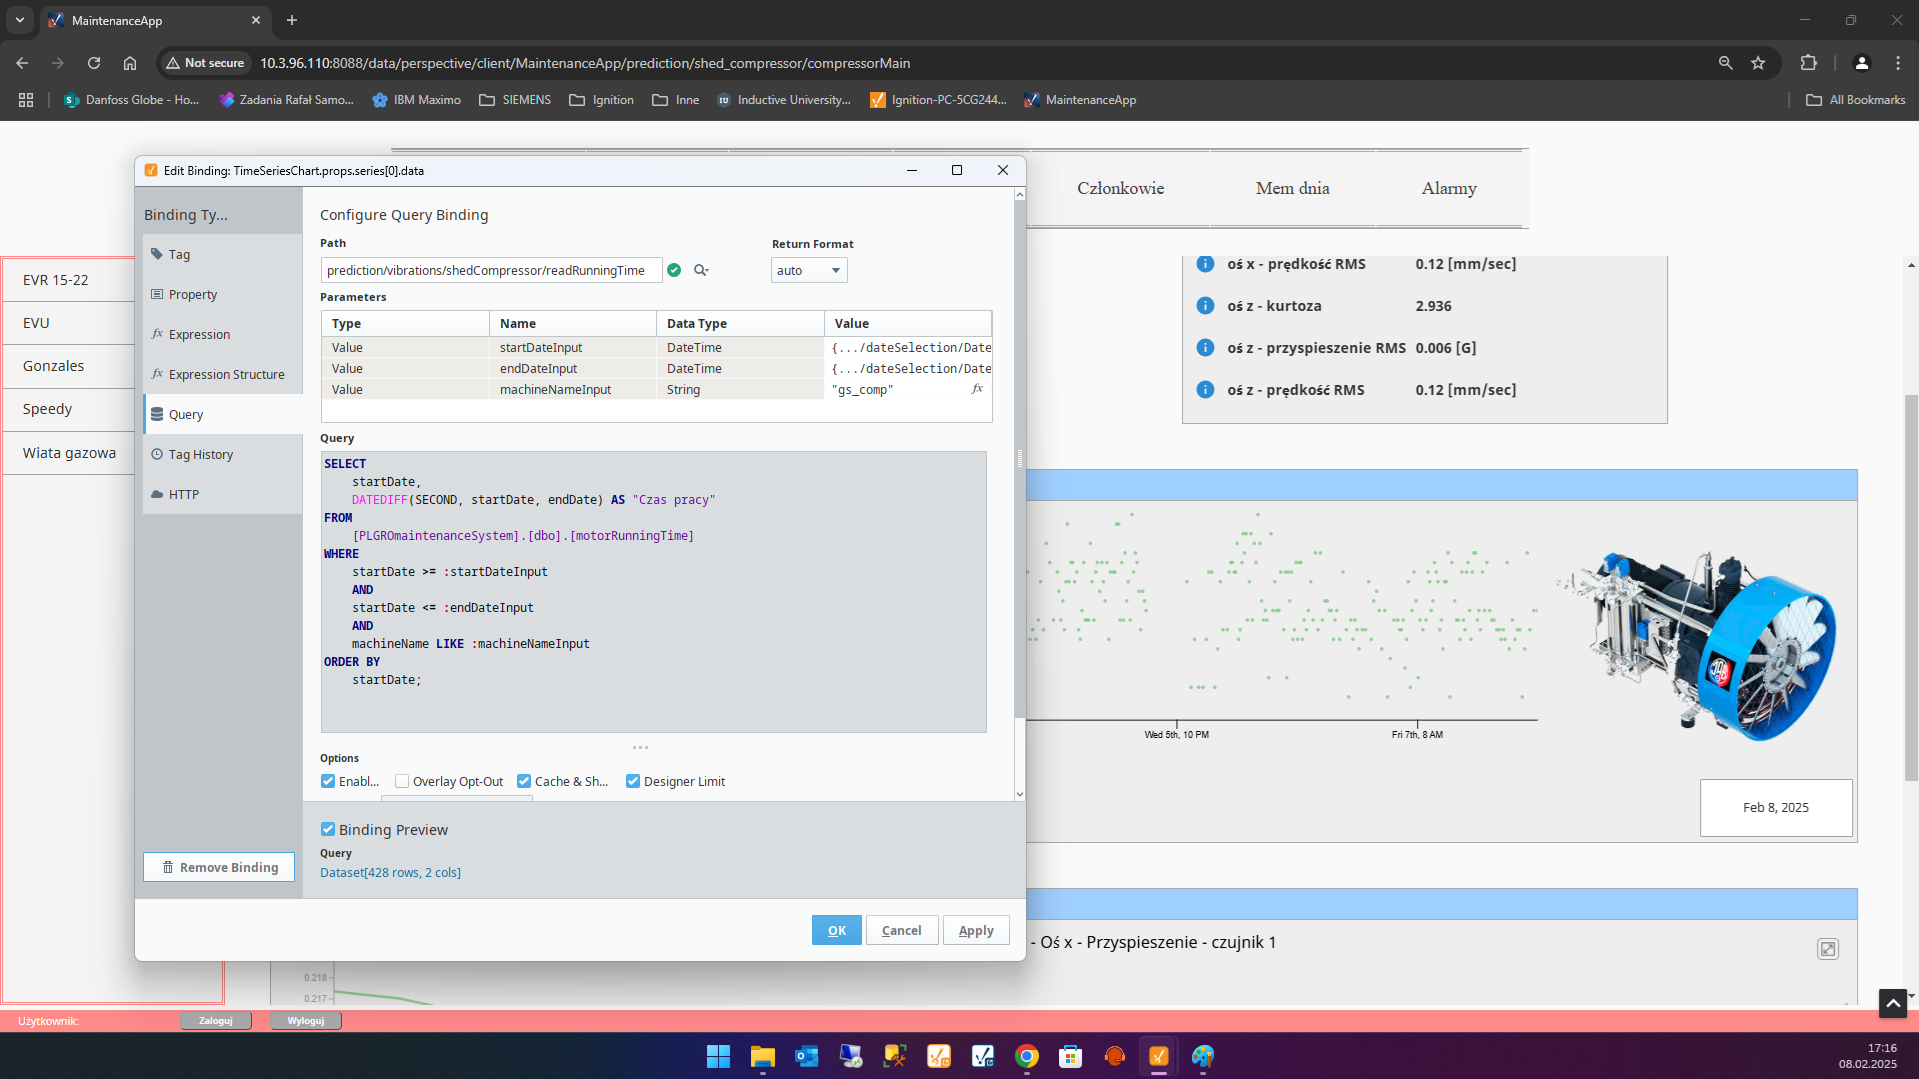 MaintenanceApp
Not secure
10.3.96.110:8088/data/perspective/client/MaintenanceApp/prediction/shed_compressor/compressorMain
Danfoss Globe - Ho...
Zadania Rafał Samo...
IBM Maximo
SIEMENS
Ignition
Inne
Inductive University...
Ignition-PC-5CG244...
MaintenanceApp
All Bookmarks
Członkowie
Mem dnia
Alarmy
EVR 15-22
EVU
Gonzales
Speedy
Wiata gazowa
Edit Binding: TimeSeriesChart.props.series[0].data
Binding Ty...
Tag
Property
fx Expression
fx Expression Structure
Query
Tag History
HTTP
Remove Binding
Configure Query Binding
Path
Return Format
prediction/vibrations/shedCompressor/readRunningTime
auto
Parameters
Type Name Data Type Value
Value startDateInput DateTime {.../dateSelection/Date
Value endDateInput DateTime {.../dateSelection/Date
Value machineNameInput String "gs_comp" fx
Query
SELECT
startDate,
DATEDIFF(SECOND, startDate, endDate) AS "Czas pracy"
FROM
[PLGROmaintenanceSystem].[dbo].[motorRunningTime]
WHERE
startDate >= :startDateInput
AND
startDate <= :endDateInput
AND
machineName LIKE :machineNameInput
ORDER BY
startDate;
Options
Enabl...
Overlay Opt-Out
Cache & Sh...
Designer Limit
Binding Preview
Query
Dataset[428 rows, 2 cols]
OK
Cancel
Apply
oś x - prędkość RMS 0.12 [mm/sec]
oś z - kurtoza 2.936
oś z - przyspieszenie RMS 0.006 [G]
oś z - prędkość RMS 0.12 [mm/sec]
Wed 5th, 10 PM
Fri 7th, 8 AM
Feb 8, 2025
- Oś x - Przyspieszenie - czujnik 1
0.218
0.217
Użytkownik:
Zaloguj
Wyloguj
17:16
08.02.2025